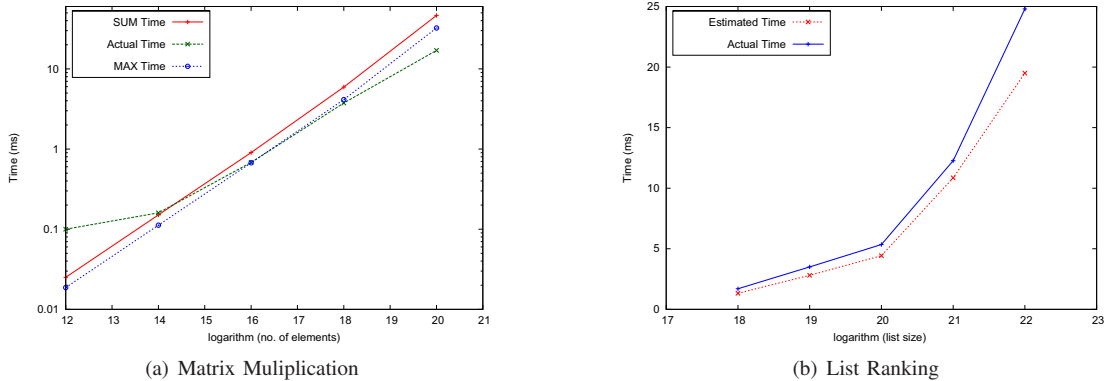 SUM Time
Actual Time
MAX Time
10
1
0.1
0.01
Time (ms)
12 13 14 15 16 17 18 19 20 21
logarithm (no. of elements)
(a) Matrix Muliplication
Estimated Time
Actual Time
25
20
15
10
5
0
Time (ms)
17 18 19 20 21 22 23
logarithm (list size)
(b) List Ranking